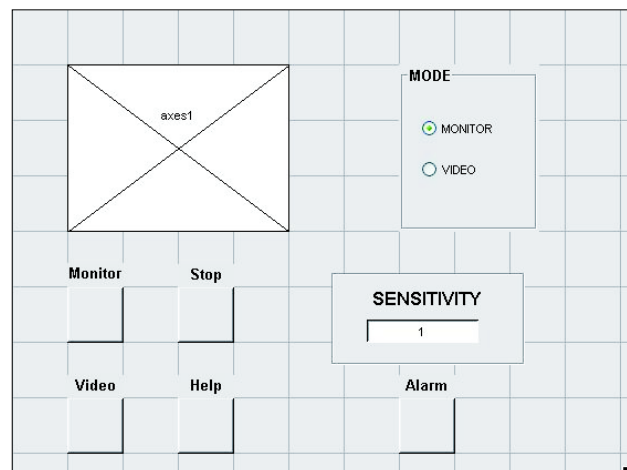 MODE
axes1
MONITOR
VIDEO
Monitor
Stop
SENSITIVITY
1
Video
Help
Alarm